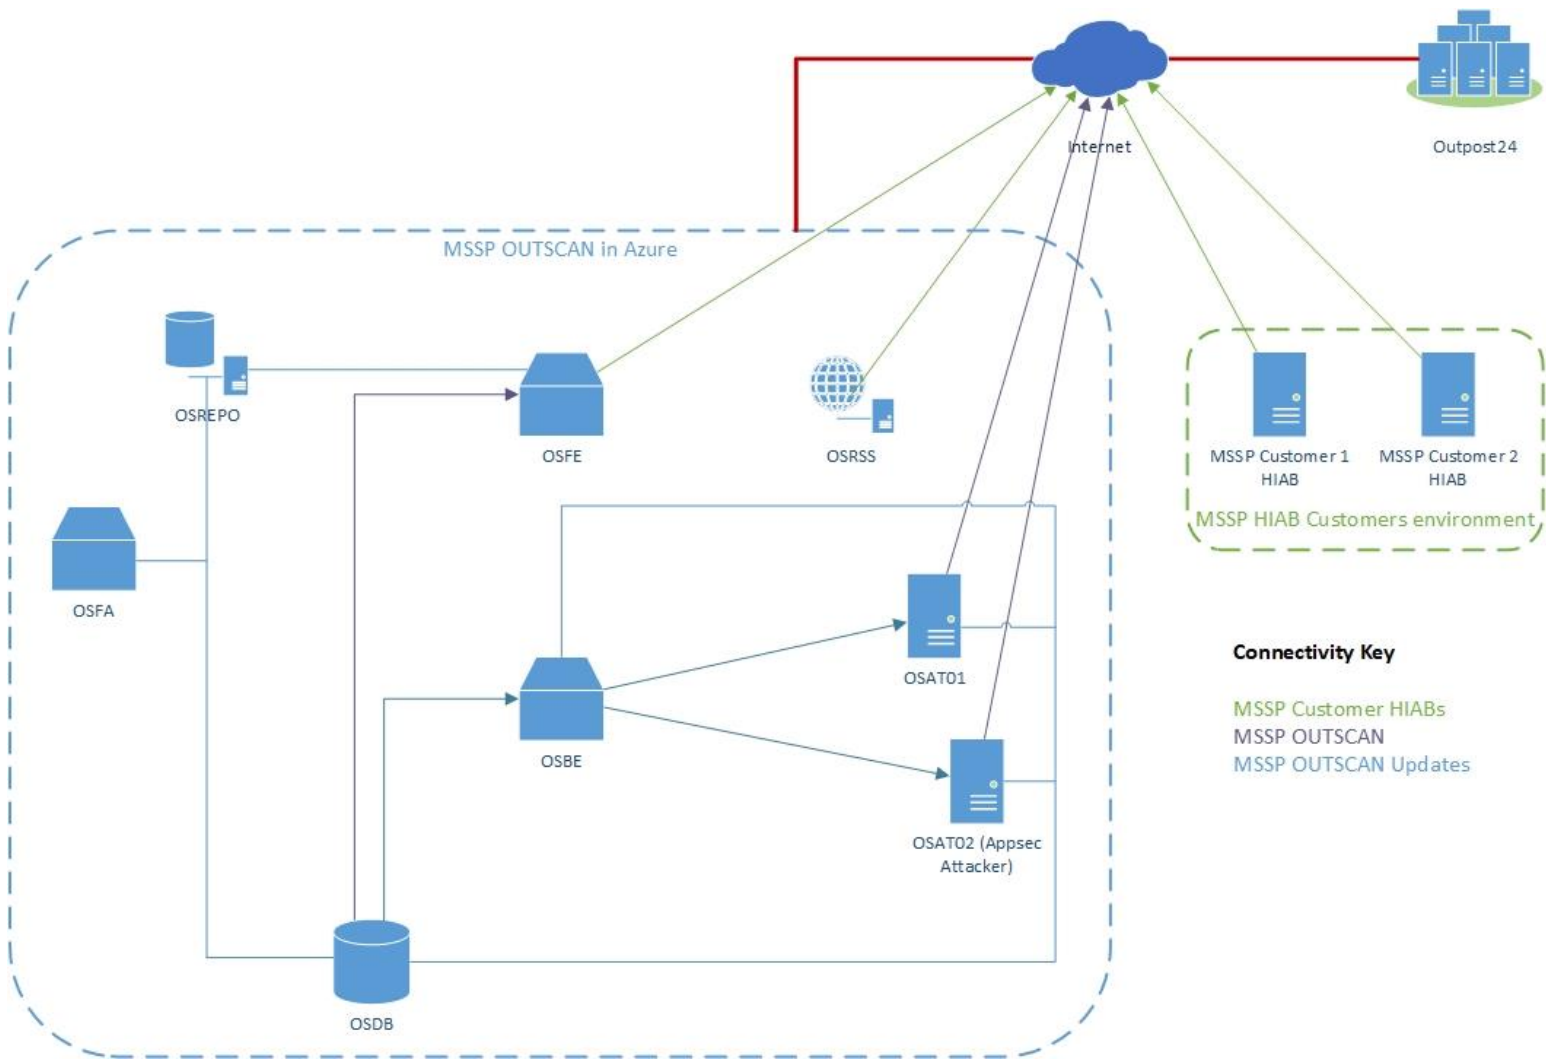 Internet
Outpost24
MSSP OUTSCAN in Azure
OSREPO
OSFE
OSRSS
MSSP Customer 1
HIAB
MSSP Customer 2
HIAB
MSSP HIAB Customers environment
OSFA
OSAT01
OSBE
OSAT02 (Appsec
Attacker)
OSDB
Connectivity Key
MSSP Customer HIABs
MSSP OUTSCAN
MSSP OUTSCAN Updates